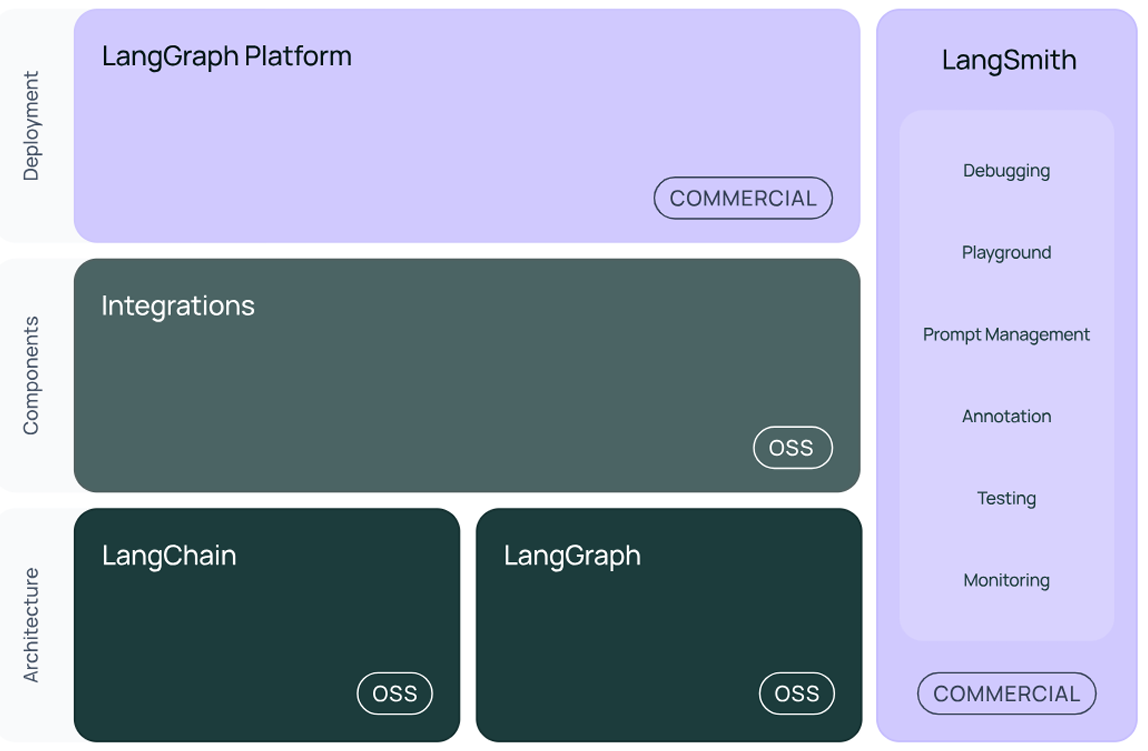 Deployment
LangGraph Platform
COMMERCIAL
Components
Integrations
OSS
Architecture
LangChain
OSS
LangGraph
OSS
LangSmith
Debugging
Playground
Prompt Management
Annotation
Testing
Monitoring
COMMERCIAL